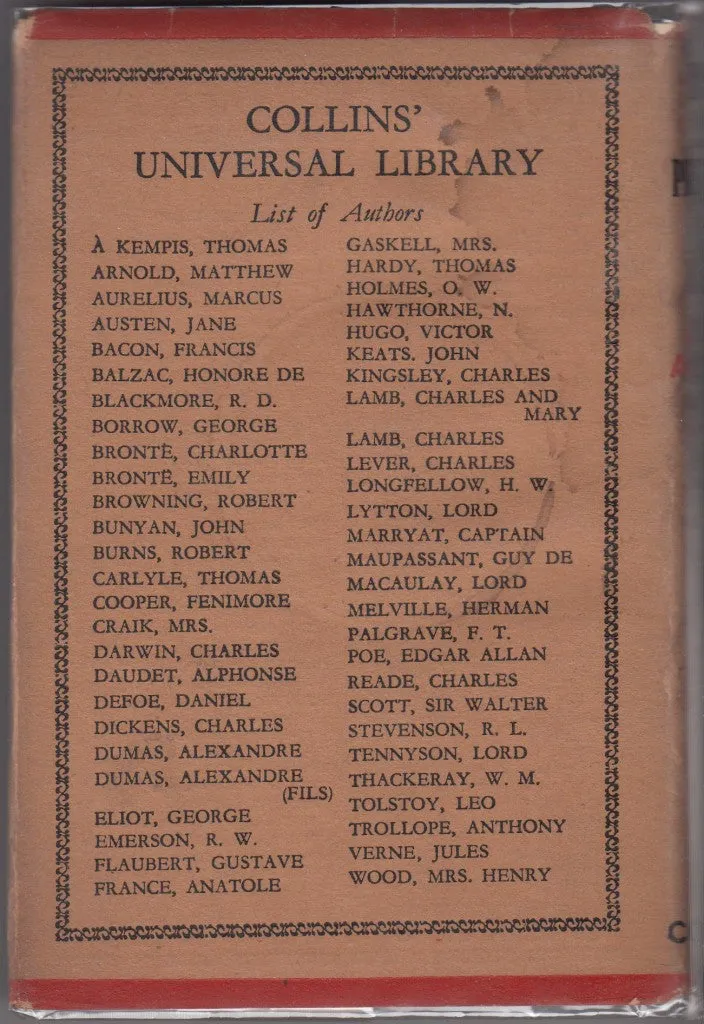 COLLINS'
UNIVERSAL LIBRARY
List of Authors
À KEMPIS, THOMAS
ARNOLD, MATTHEW
AURELIUS, MARCUS
AUSTEN, JANE
BACON, FRANCIS
BALZAC, HONORE DE
BLACKMORE, R. D.
BORROW, GEORGE
BRONTË, CHARLOTTE
BRONTË, EMILY
BROWNING, ROBERT
BUNYAN, JOHN
BURNS, ROBERT
CARLYLE, THOMAS
COOPER, FENIMORE
CRAIK, MRS.
DARWIN, CHARLES
DAUDET, ALPHONSE
DEFOE, DANIEL
DICKENS, CHARLES
DUMAS, ALEXANDRE
DUMAS, ALEXANDRE
(FILS)
ELIOT, GEORGE
EMERSON, R. W.
FLAUBERT, GUSTAVE
FRANCE, ANATOLE
GASKELL, MRS.
HARDY, THOMAS
HOLMES, O. W.
HAWTHORNE, N.
HUGO, VICTOR
KEATS. JOHN
KINGSLEY, CHARLES
LAMB, CHARLES AND
MARY
LAMB, CHARLES
LEVER, CHARLES
LONGFELLOW, H. W.
LYTTON, LORD
MARRYAT, CAPTAIN
MAUPASSANT, GUY DE
MACAULAY, LORD
MELVILLE, HERMAN
PALGRAVE, F. T.
POE, EDGAR ALLAN
READE, CHARLES
SCOTT, SIR WALTER
STEVENSON, R. L.
TENNYSON, LORD
THACKERAY, W. M.
TOLSTOY, LEO
TROLLOPE, ANTHONY
VERNE, JULES
WOOD, MRS. HENRY